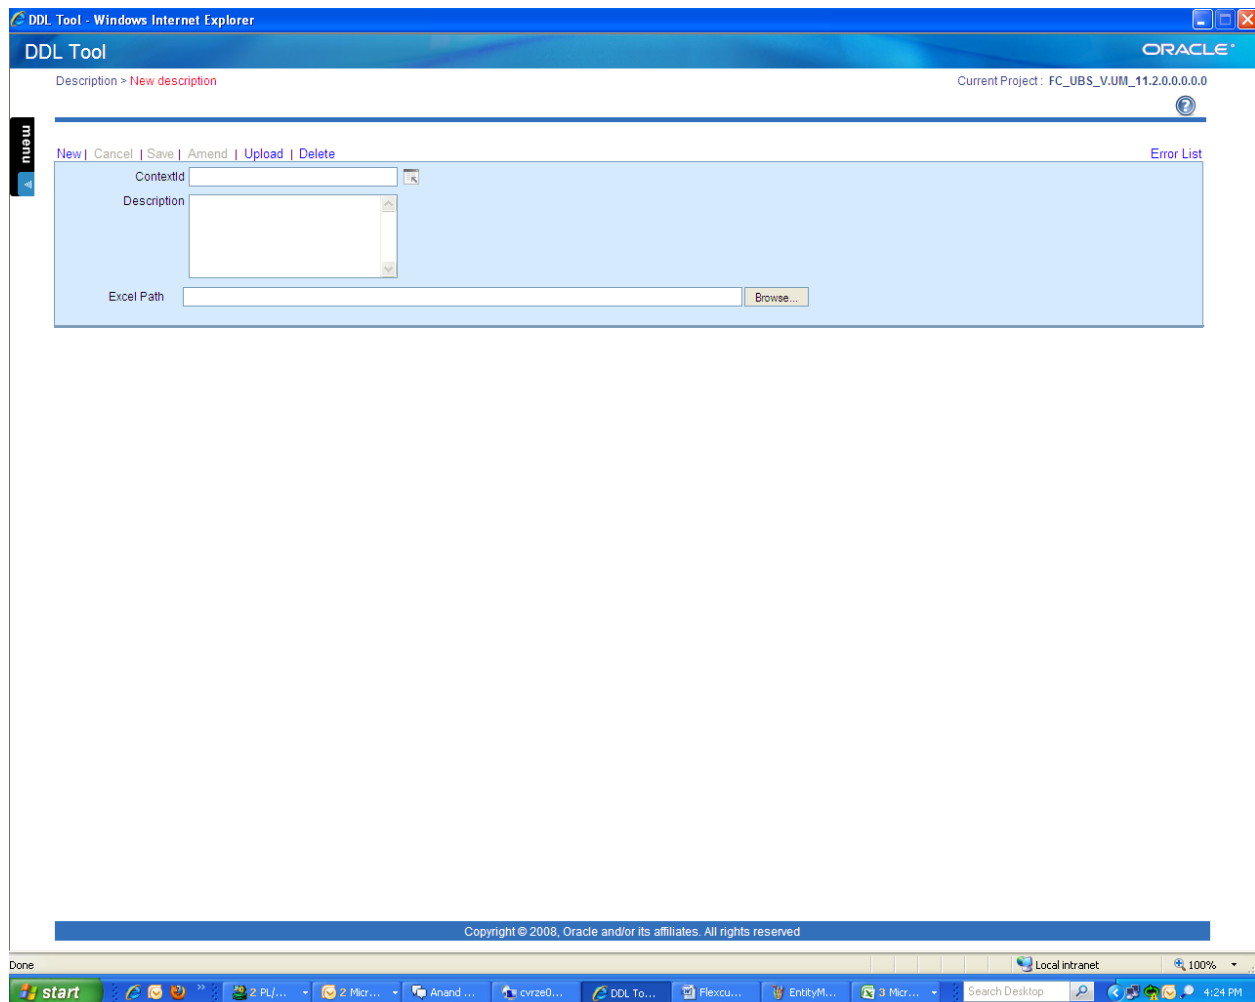 DDL Tool - Windows Internet Explorer
DDL Tool
ORACLE
Description > New description
Current Project : FC_UBS_V.UM_11.2.0.0.0.0.0
menu
New | Cancel | Save | Amend | Upload | Delete
Error List
ContextId
Description
Excel Path
Browse...
Copyright © 2008, Oracle and/or its affiliates. All rights reserved
Done
Local intranet
100%
start
2 PL/...
2 Micr...
Anand ...
cvrze0...
DDL To...
Flexcu...
EntityM...
3 Micr...
Search Desktop
4:24 PM